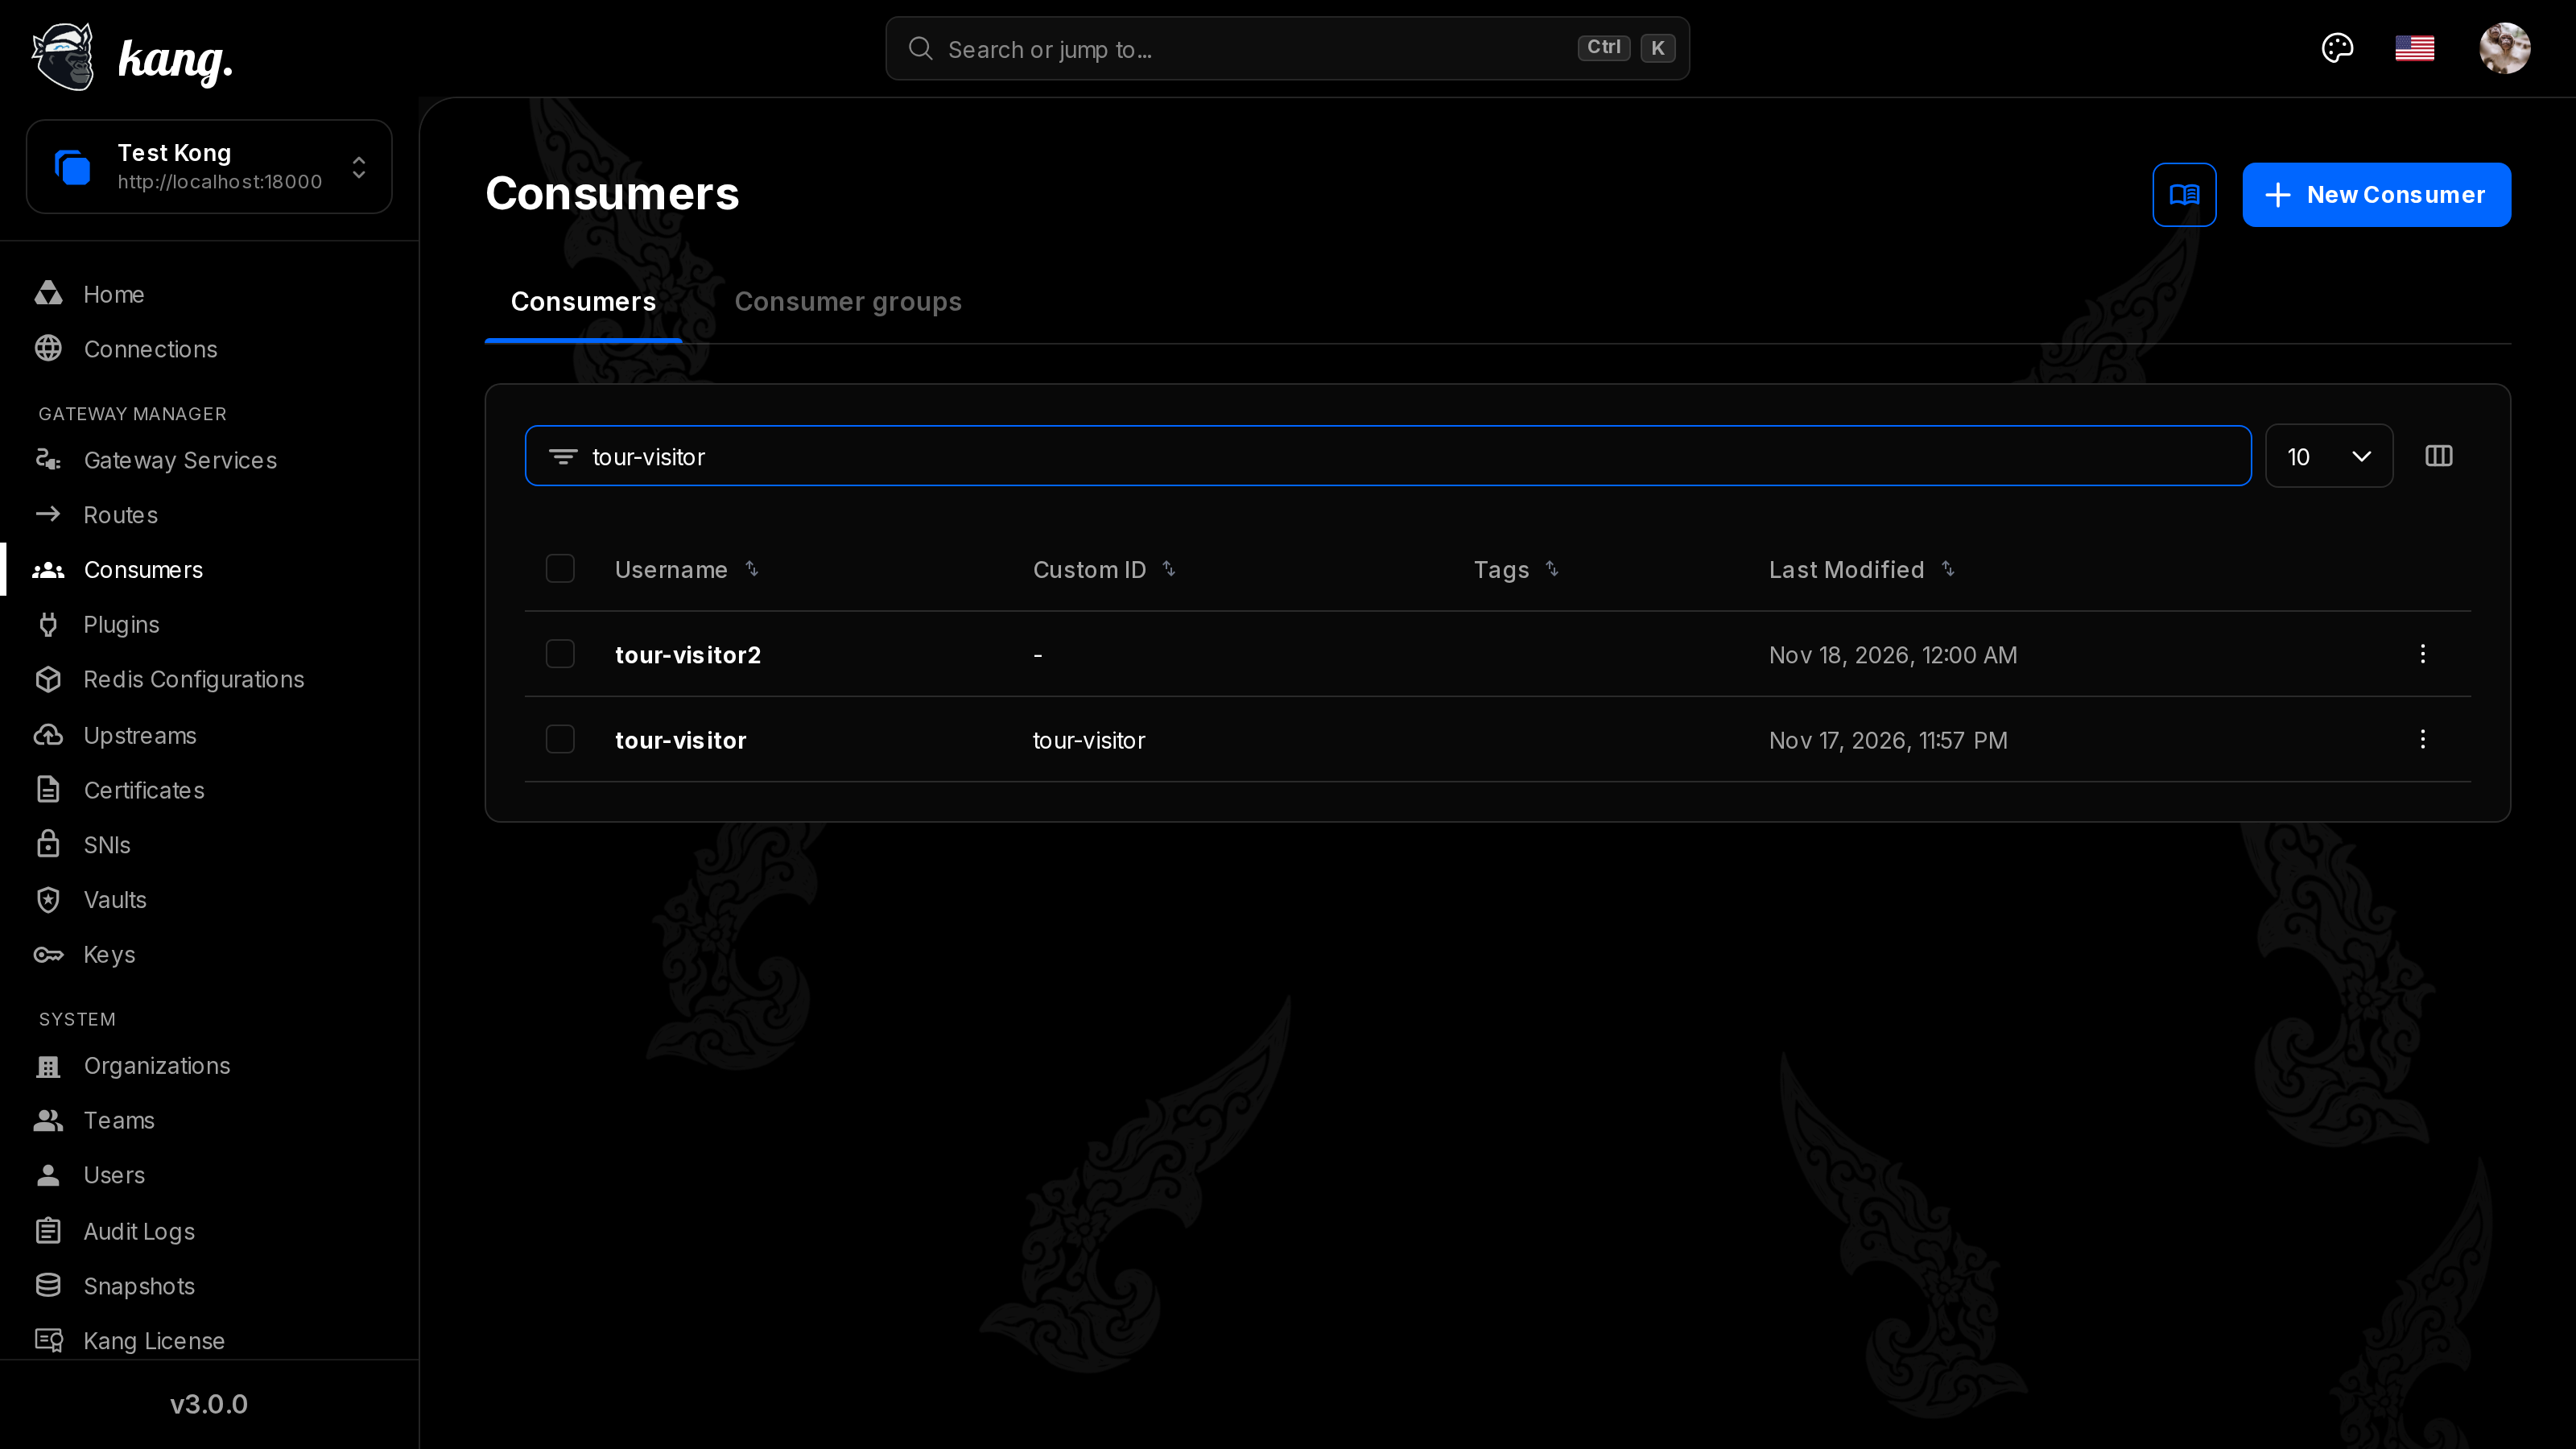 kang.
Search or jump to...
Ctrl K
Test Kong
http://localhost:18000
Home
Connections
GATEWAY MANAGER
Gateway Services
Routes
Consumers
Plugins
Redis Configurations
Upstreams
Certificates
SNIs
Vaults
Keys
SYSTEM
Organizations
Teams
Users
Audit Logs
Snapshots
Kang License
v3.0.0
Consumers
New Consumer
Consumers Consumer groups
tour-visitor
10
Username Custom ID Tags Last Modified
tour-visitor2 - Nov 18, 2026, 12:00 AM
tour-visitor tour-visitor Nov 17, 2026, 11:57 PM